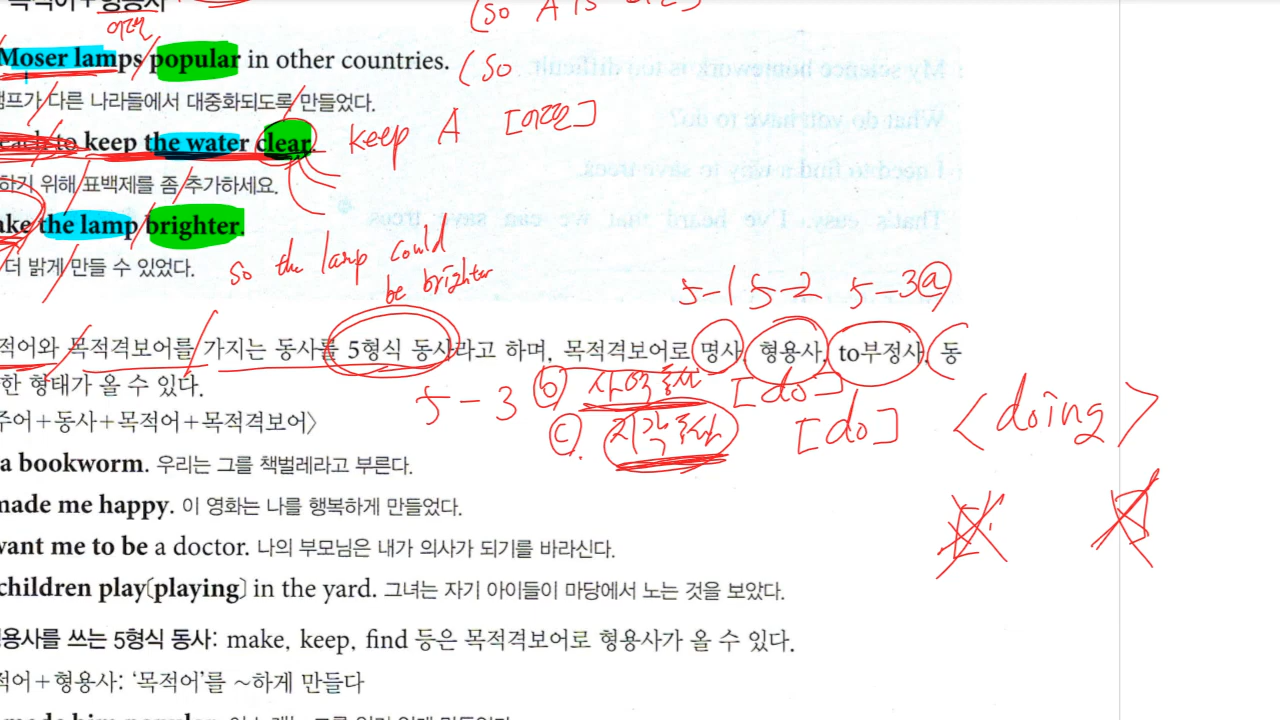 목적어+형용사
어떤
(so A is 어떤)
Moser lamps popular in other countries.
(so
램프가 다른 나라들에서 대중화되도록 만들었다.
each to keep the water clear.
keep A [어떤]
하기 위해 표백제를 좀 추가하세요.
ake the lamp brighter.
더 밝게 만들 수 있었다.
so the lamp could
be brighter
My science homework is too difficult.
What do you have to do?
I need to find a way to save trees.
That's easy. I've heard that we can save trees
5-1 5-2 5-3 ⓐ
적어와 목적격보어를 가지는 동사를 5형식 동사라고 하며, 목적격보어로 명사, 형용사, to부정사, 동
한 형태가 올 수 있다.
5-3 ⓑ 사역동사 [do]
주어+동사+목적어+목적격보어〉
ⓒ 지각동사 [do] <doing>
a bookworm. 우리는 그를 책벌레라고 부른다.
made me happy. 이 영화는 나를 행복하게 만들었다.
want me to be a doctor. 나의 부모님은 내가 의사가 되기를 바라신다.
children play[playing] in the yard. 그녀는 자기 아이들이 마당에서 노는 것을 보았다.
형용사를 쓰는 5형식 동사: make, keep, find 등은 목적격보어로 형용사가 올 수 있다.
적어+형용사: '목적어'를 ~하게 만들다
made him popular.